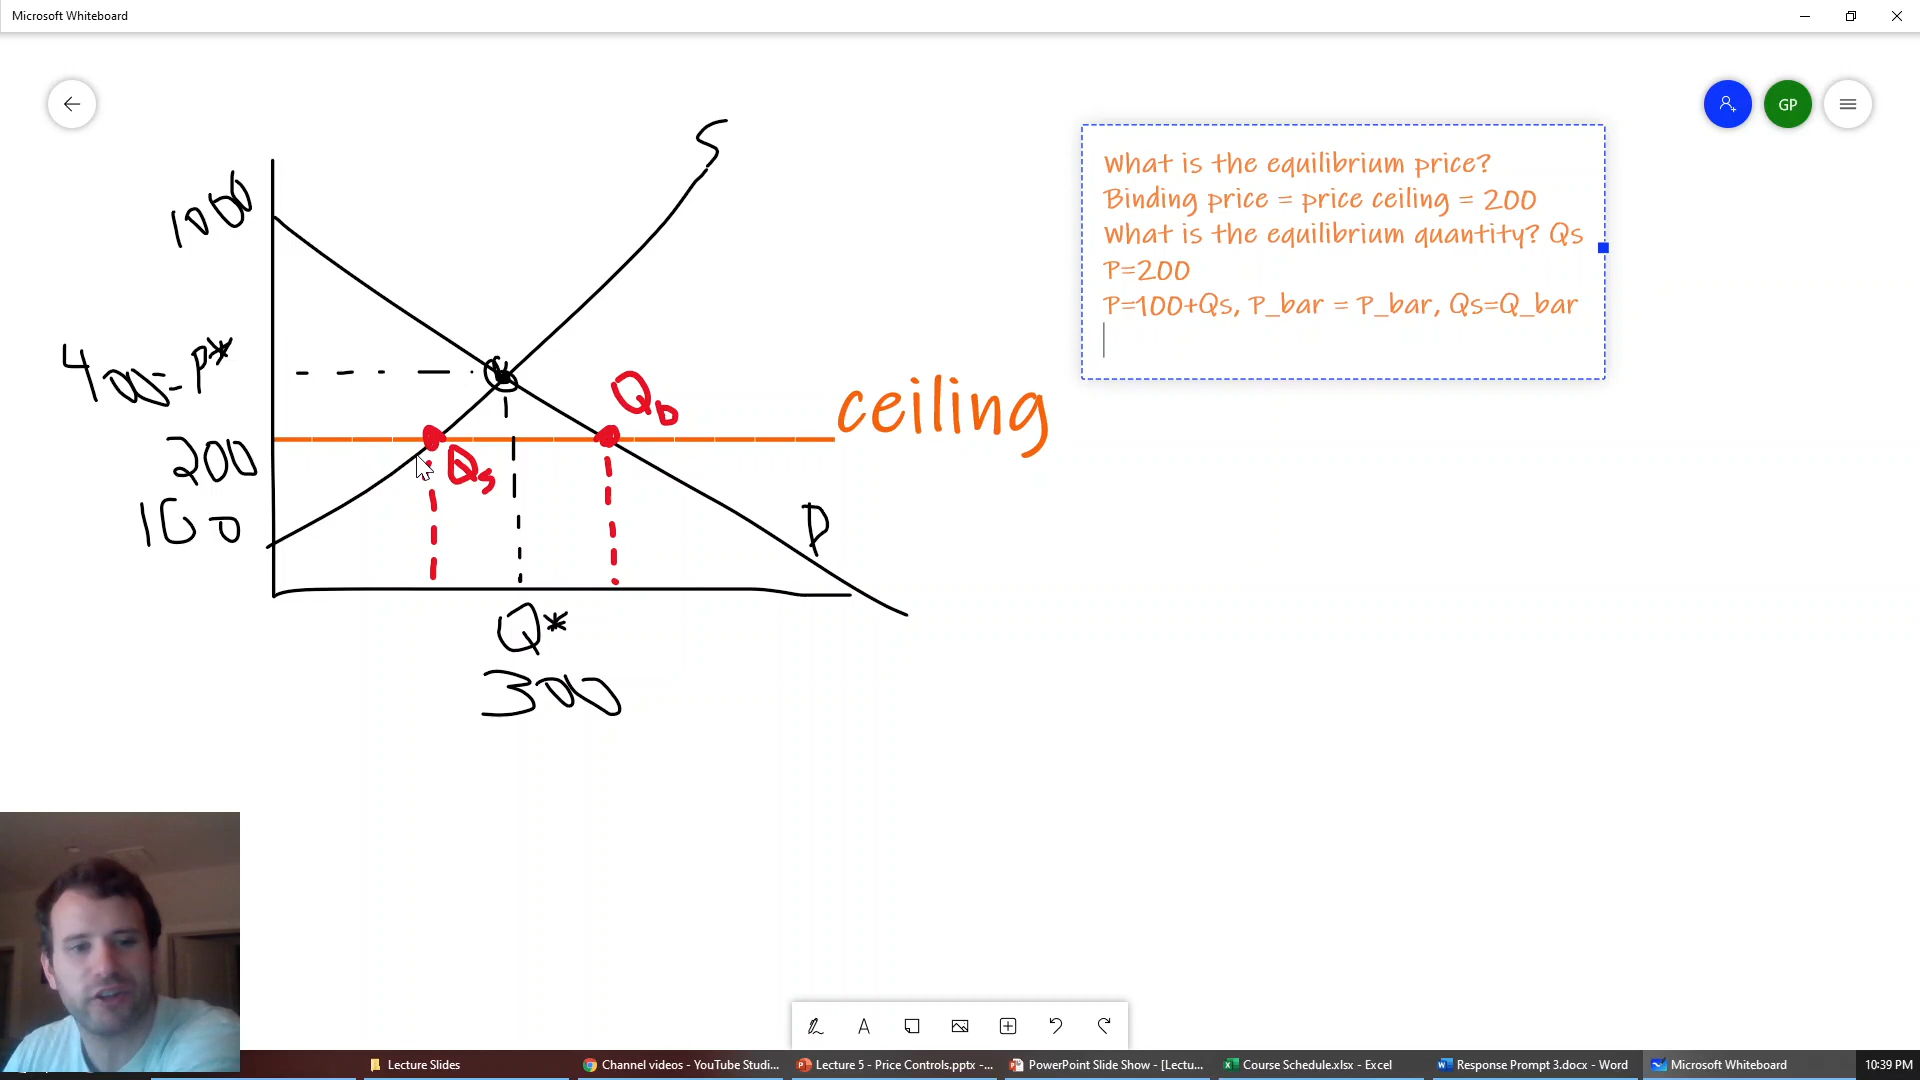 Microsoft Whiteboard
GP
S
1000
What is the equilibrium price?
Binding price = price ceiling = 200
What is the equilibrium quantity? Qs
P=200
P=100+Qs, P_bar = P_bar, Qs=Q_bar
400=P*
QD
ceiling
200
Qs
100
D
Q*
300
A
Lecture Slides
Channel videos - YouTube Studi...
Lecture 5 - Price Controls.pptx -...
PowerPoint Slide Show - [Lectu...
Course Schedule.xlsx - Excel
Response Prompt 3.docx - Word
Microsoft Whiteboard
10:39 PM